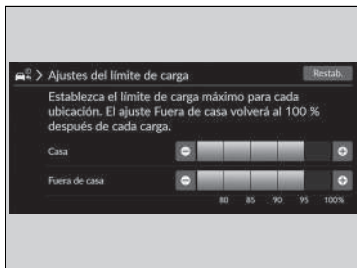 > Ajustes del límite de carga
Restab.
Establezca el límite de carga máximo para cada
ubicación. El ajuste Fuera de casa volverá al 100 %
después de cada carga.
Casa
Fuera de casa
80 85 90 95 100%